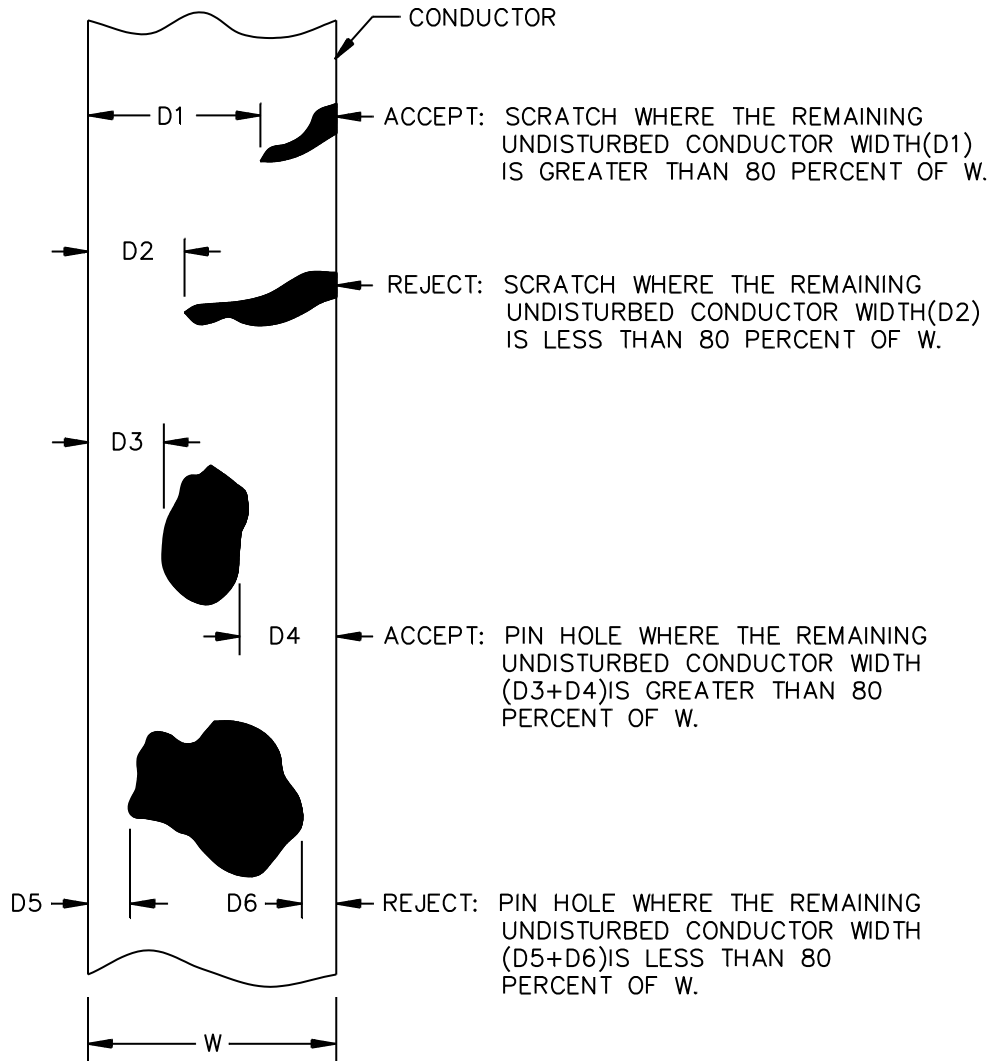 CONDUCTOR
D1
ACCEPT: SCRATCH WHERE THE REMAINING
UNDISTURBED CONDUCTOR WIDTH(D1)
IS GREATER THAN 80 PERCENT OF W.
D2
REJECT: SCRATCH WHERE THE REMAINING
UNDISTURBED CONDUCTOR WIDTH(D2)
IS LESS THAN 80 PERCENT OF W.
D3
D4
ACCEPT: PIN HOLE WHERE THE REMAINING
UNDISTURBED CONDUCTOR WIDTH
(D3+D4)IS GREATER THAN 80
PERCENT OF W.
D5
D6
REJECT: PIN HOLE WHERE THE REMAINING
UNDISTURBED CONDUCTOR WIDTH
(D5+D6)IS LESS THAN 80
PERCENT OF W.
W